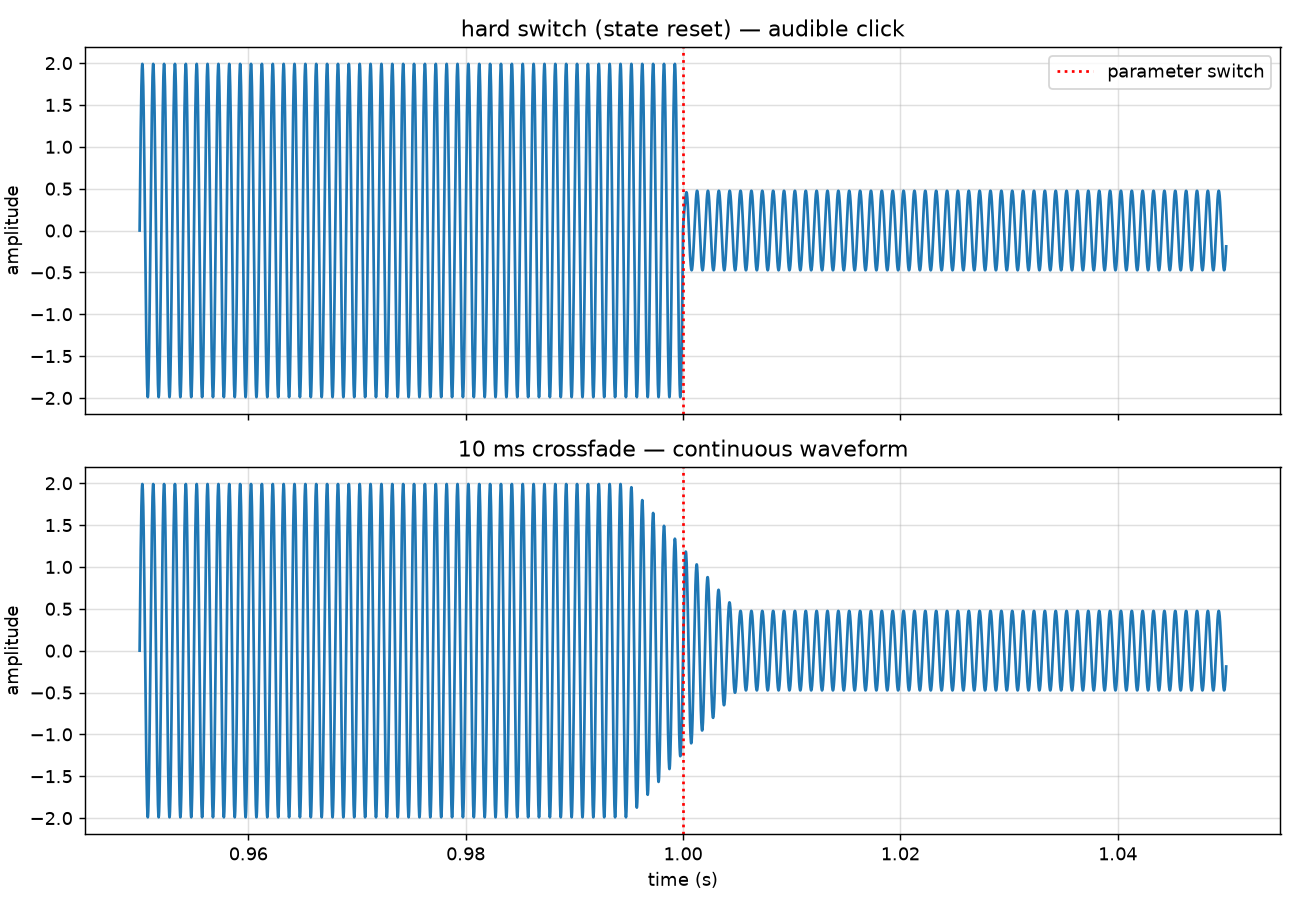 hard switch (state reset) — audible click
amplitude
2.0
1.5
1.0
0.5
0.0
−0.5
−1.0
−1.5
−2.0
parameter switch
10 ms crossfade — continuous waveform
amplitude
2.0
1.5
1.0
0.5
0.0
−0.5
−1.0
−1.5
−2.0
0.96 0.98 1.00 1.02 1.04
time (s)